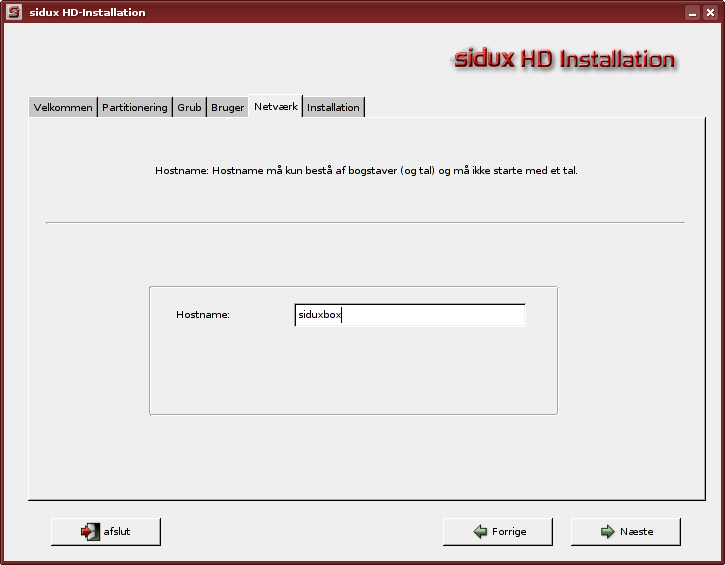 sidux HD-Installation
sidux HD Installation
Velkommen Partitionering Grub Bruger Netværk Installation
Hostname: Hostname må kun bestå af bogstaver (og tal) og må ikke starte med et tal.
Hostname: siduxbox
afslut Forrige Næste